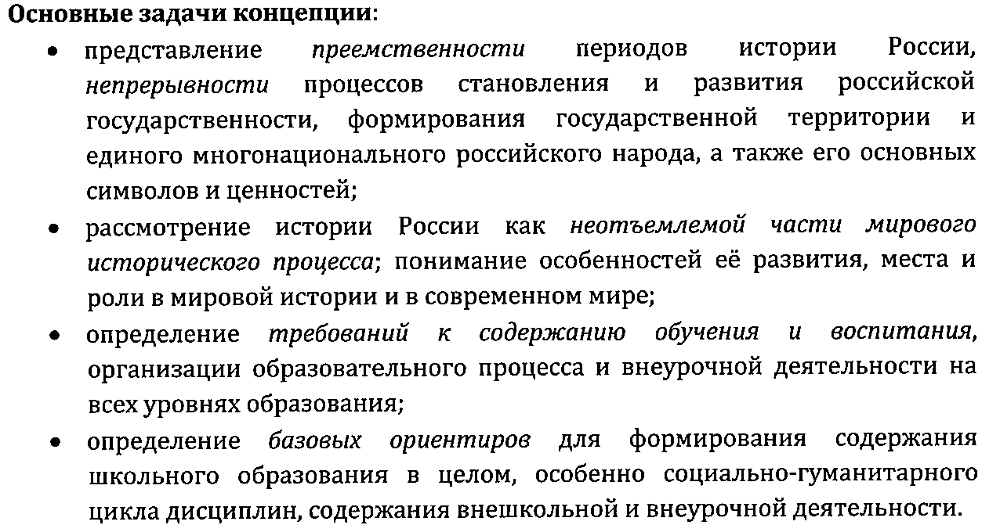 Основные задачи концепции:
• представление преемственности периодов истории России,
непрерывности процессов становления и развития российской
государственности, формирования государственной территории и
единого многонационального российского народа, а также его основных
символов и ценностей;
• рассмотрение истории России как неотъемлемой части мирового
исторического процесса; понимание особенностей её развития, места и
роли в мировой истории и в современном мире;
• определение требований к содержанию обучения и воспитания,
организации образовательного процесса и внеурочной деятельности на
всех уровнях образования;
• определение базовых ориентиров для формирования содержания
школьного образования в целом, особенно социально-гуманитарного
цикла дисциплин, содержания внешкольной и внеурочной деятельности.